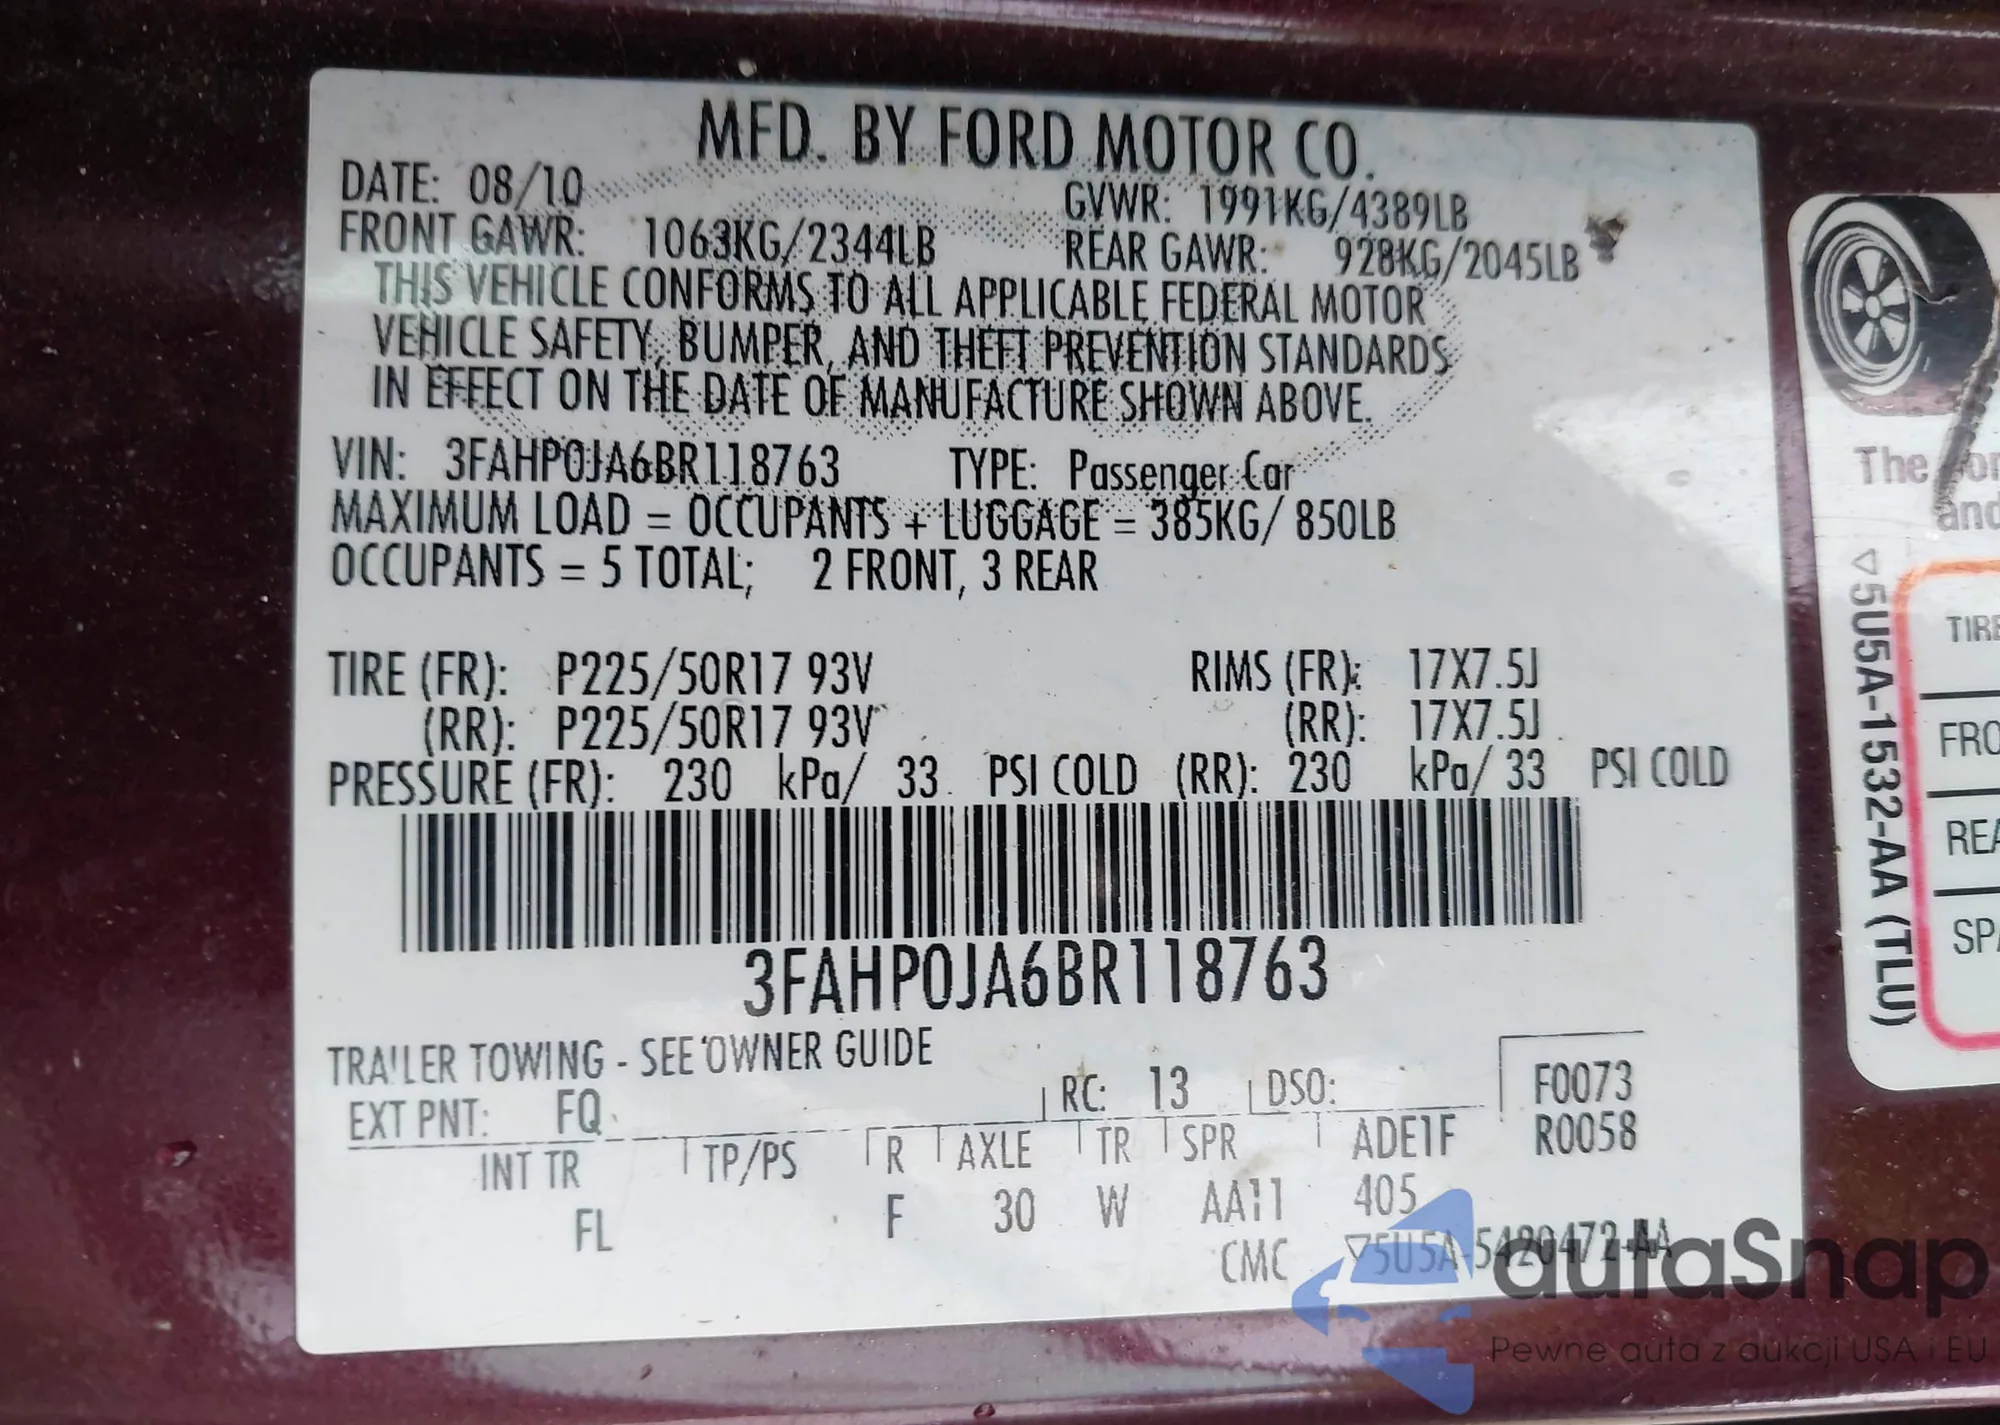 MFD. BY FORD MOTOR CO.
DATE: 08/10 GVWR: 1991KG/4389LB
FRONT GAWR: 1063KG/2344LB REAR GAWR: 928KG/2045LB
THIS VEHICLE CONFORMS TO ALL APPLICABLE FEDERAL MOTOR
VEHICLE SAFETY, BUMPER, AND THEFT PREVENTION STANDARDS
IN EFFECT ON THE DATE OF MANUFACTURE SHOWN ABOVE.
VIN: 3FAHP0JA6BR118763 TYPE: Passenger Car
MAXIMUM LOAD = OCCUPANTS + LUGGAGE = 385KG/ 850LB
OCCUPANTS = 5 TOTAL; 2 FRONT, 3 REAR
TIRE (FR): P225/50R17 93V RIMS (FR): 17X7.5J
(RR): P225/50R17 93V (RR): 17X7.5J
PRESSURE (FR): 230 kPa/ 33 PSI COLD (RR): 230 kPa/ 33 PSI COLD
3FAHP0JA6BR118763
TRAILER TOWING - SEE OWNER GUIDE
EXT PNT: FQ RC: 13 DSO: F0073
R0058
INT TR TP/PS R AXLE TR SPR ADE1F
FL F 30 W AA11 405
CMC ▽5U5A-5420472-AA
The
and
▽5U5A-1532-AA (TLU)
TIRE
FRO
REA
SPA
autaSnap
Pewne auta z aukcji USA i EU